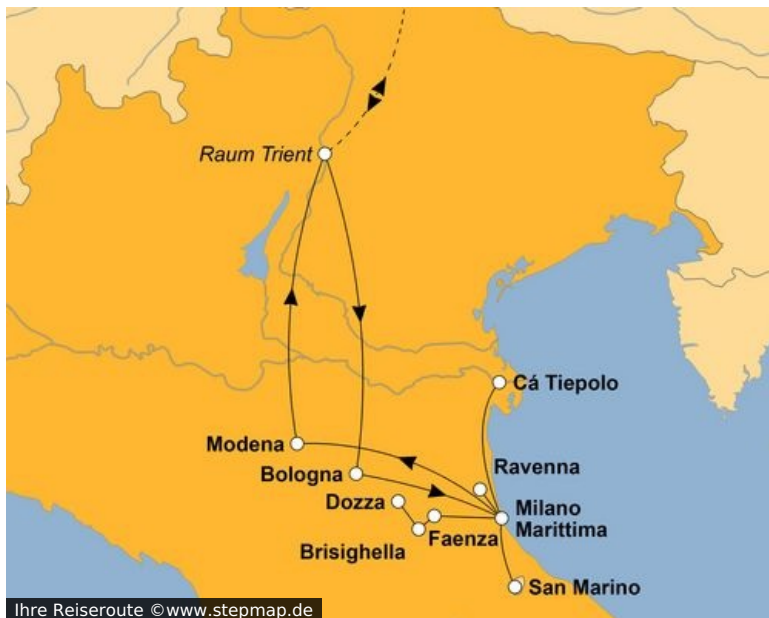 Raum Trient
Cá Tiepolo
Modena
Ravenna
Bologna
Dozza
Milano
Marittima
Faenza
Brisighella
San Marino
Ihre Reiseroute ©www.stepmap.de